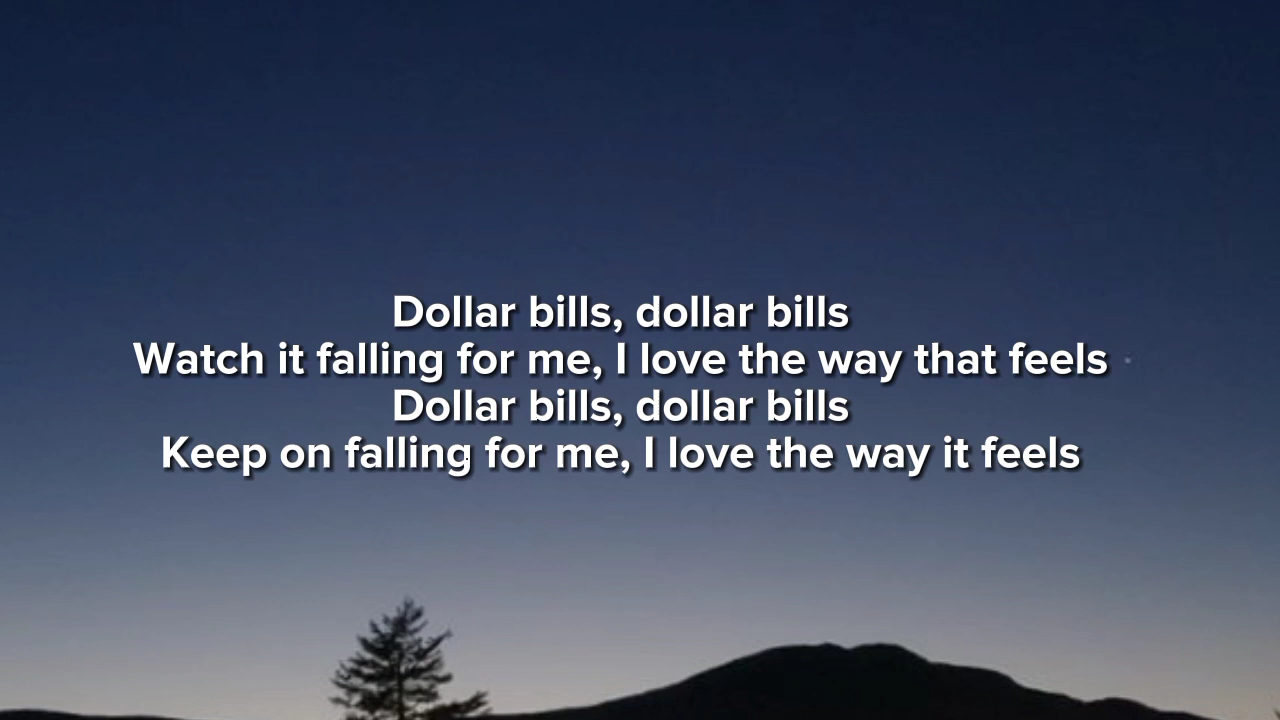 Dollar bills, dollar bills
Watch it falling for me, I love the way that feels
Dollar bills, dollar bills
Keep on falling for me, I love the way it feels